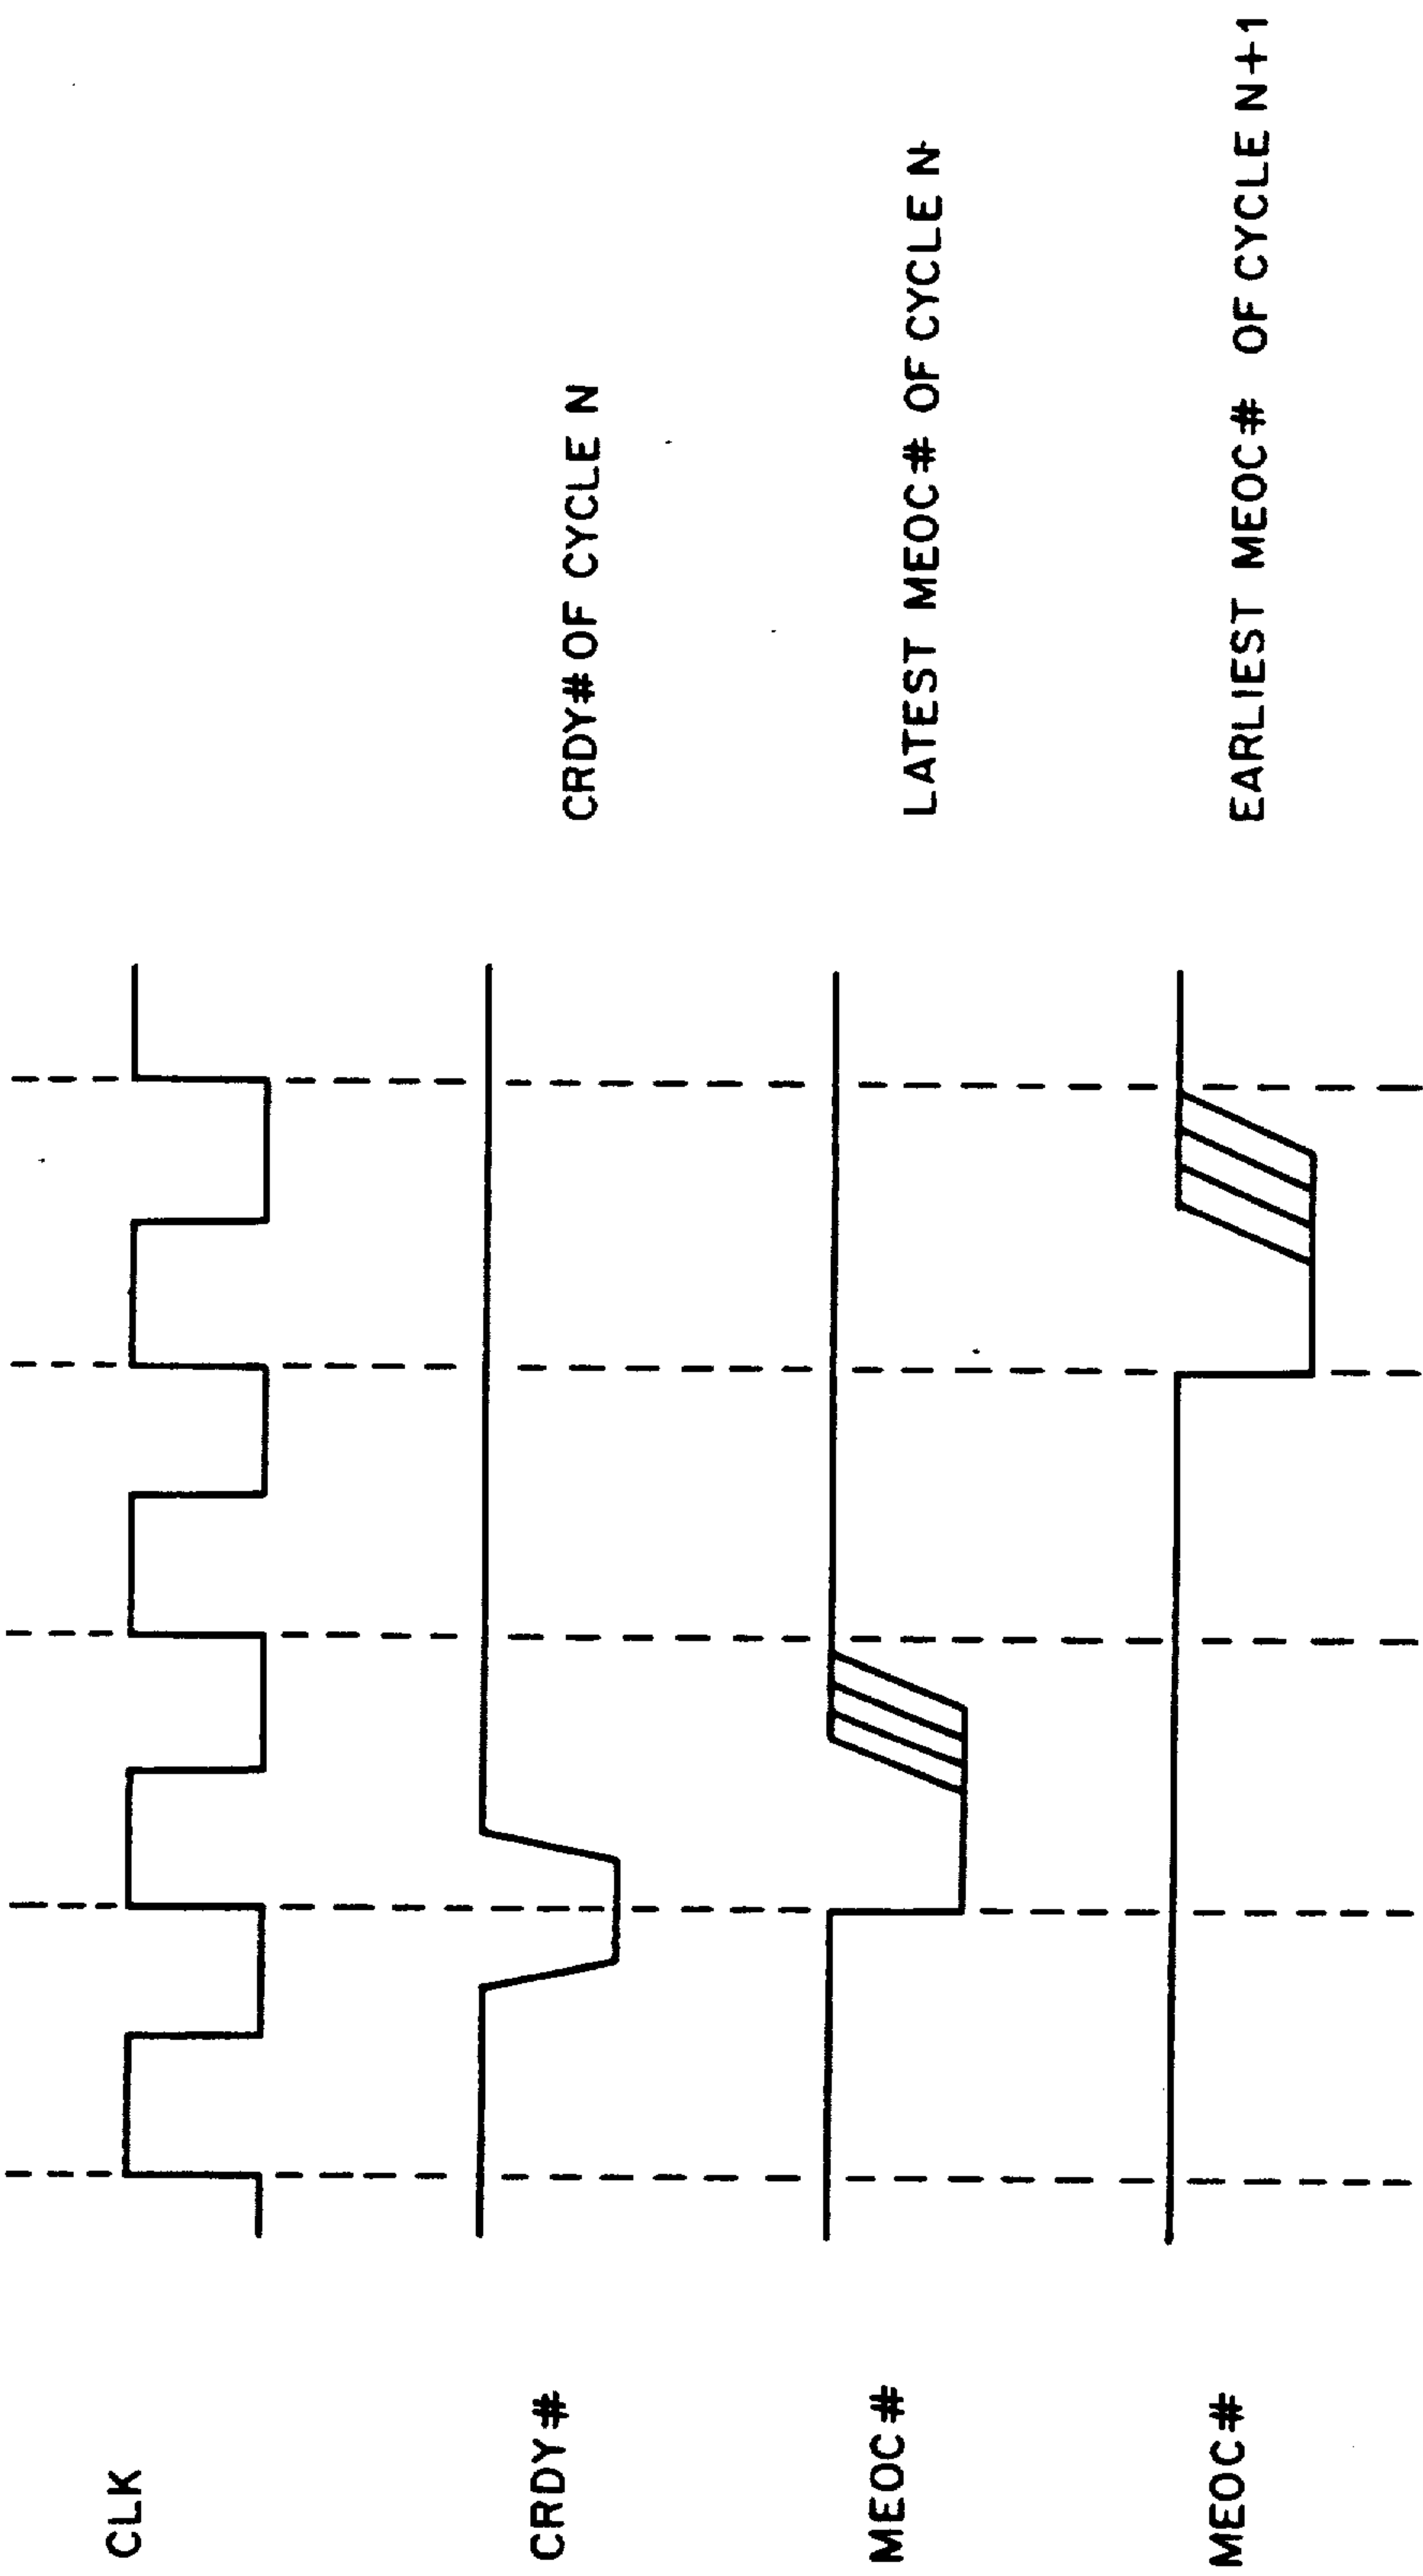 CLK
CRDY#
CRDY# OF CYCLE N
MEOC#
LATEST MEOC# OF CYCLE N
MEOC#
EARLIEST MEOC# OF CYCLE N+1